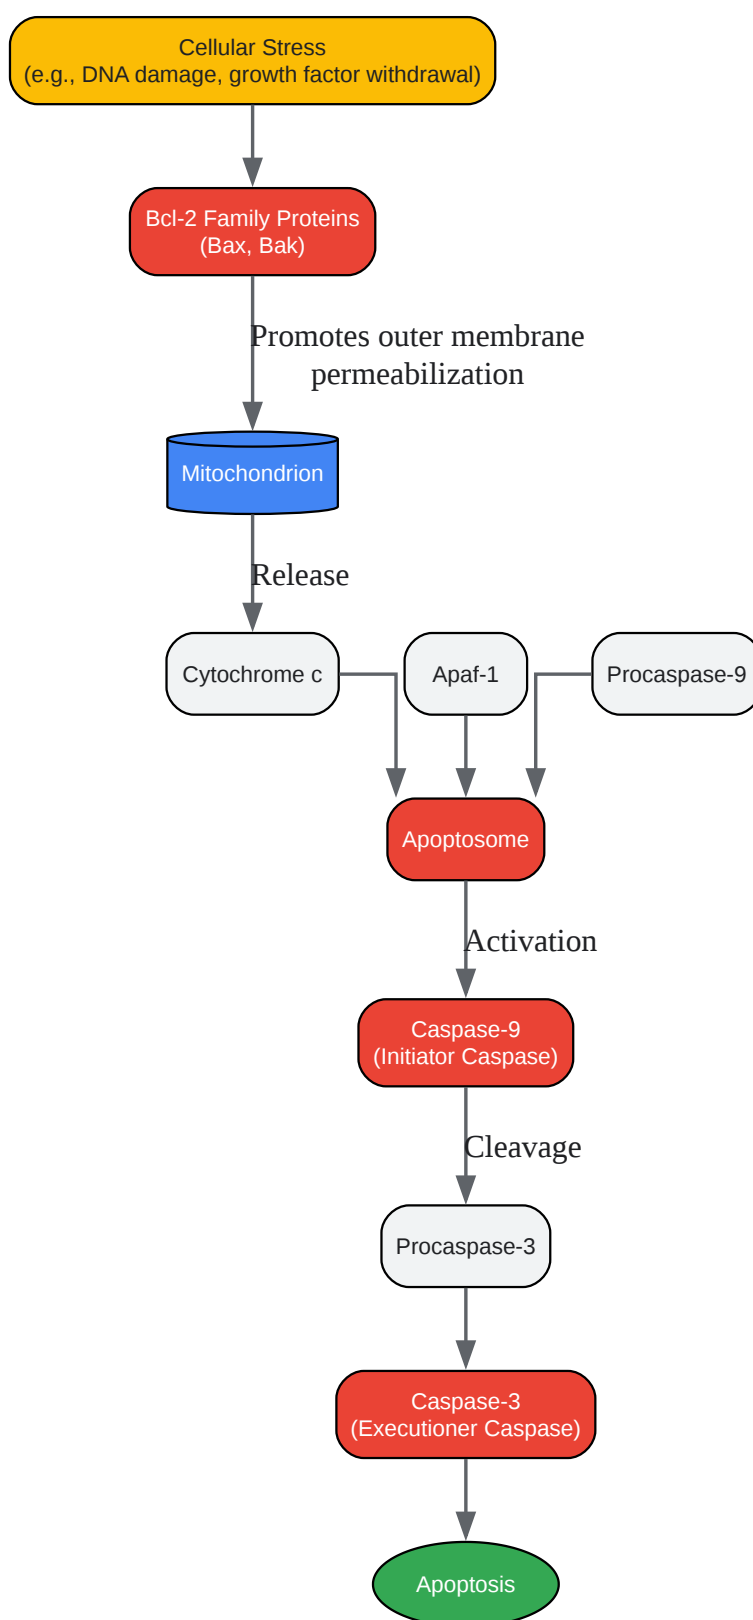 Cellular Stress
(e.g., DNA damage, growth factor withdrawal)
Bcl-2 Family Proteins
(Bax, Bak)
Promotes outer membrane
permeabilization
Mitochondrion
Release
Cytochrome c
Apaf-1
Procaspase-9
Apoptosome
Activation
Caspase-9
(Initiator Caspase)
Cleavage
Procaspase-3
Caspase-3
(Executioner Caspase)
Apoptosis